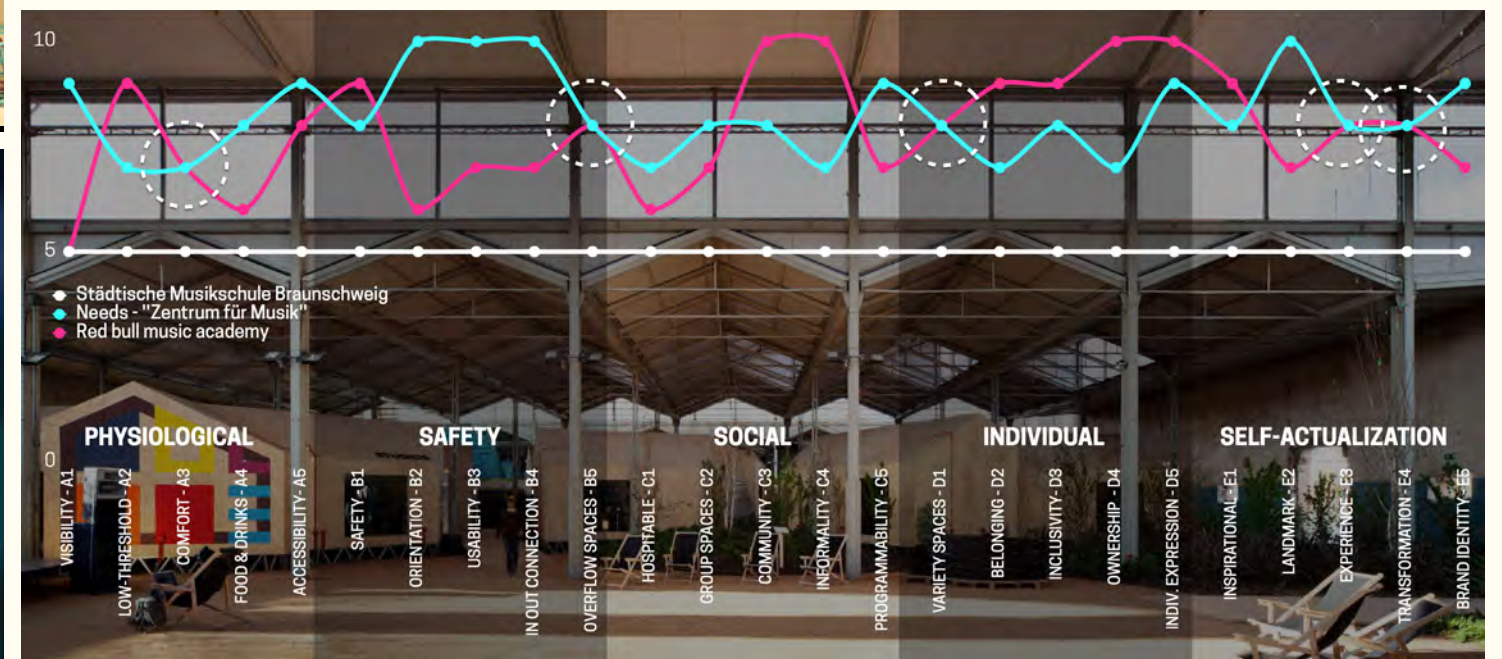 10
5
0
Städtische Musikschule Braunschweig
Needs - "Zentrum für Musik"
Red bull music academy
PHYSIOLOGICAL
SAFETY
SOCIAL
INDIVIDUAL
SELF-ACTUALIZATION
VISIBILITY - A1
LOW-THRESHOLD - A2
COMFORT - A3
FOOD & DRINKS - A4
ACCESSIBILITY- A5
SAFETY - B1
ORIENTATION - B2
USABILITY - B3
IN OUT CONNECTION - B4
OVERFLOW SPACES - B5
HOSPITABLE - C1
GROUP SPACES - C2
COMMUNITY - C3
INFORMALITY - C4
PROGRAMMABILITY - C5
VARIETY SPACES - D1
BELONGING - D2
INCLUSIVITY- D3
OWNERSHIP - D4
INDIV. EXPRESSION - D5
INSPIRATIONAL - E1
LANDMARK - E2
EXPERIENCE - E3
TRANSFORMATION - E4
BRAND IDENTITY - E5